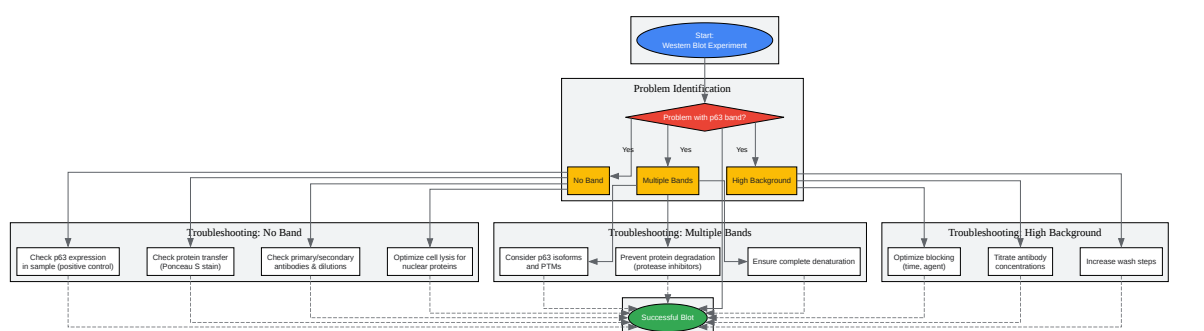 Start:
Western Blot Experiment
Problem Identification
Problem with p63 band?
Yes
Yes
Yes
No Band
Multiple Bands
High Background
Troubleshooting: No Band
Troubleshooting: Multiple Bands
Troubleshooting: High Background
Check p63 expression
in sample (positive control)
Check protein transfer
(Ponceau S stain)
Check primary/secondary
antibodies & dilutions
Optimize cell lysis for
nuclear proteins
Consider p63 isoforms
and PTMs
Prevent protein degradation
(protease inhibitors)
Ensure complete denaturation
Optimize blocking
(time, agent)
Titrate antibody
concentrations
Increase wash steps
Successful Blot